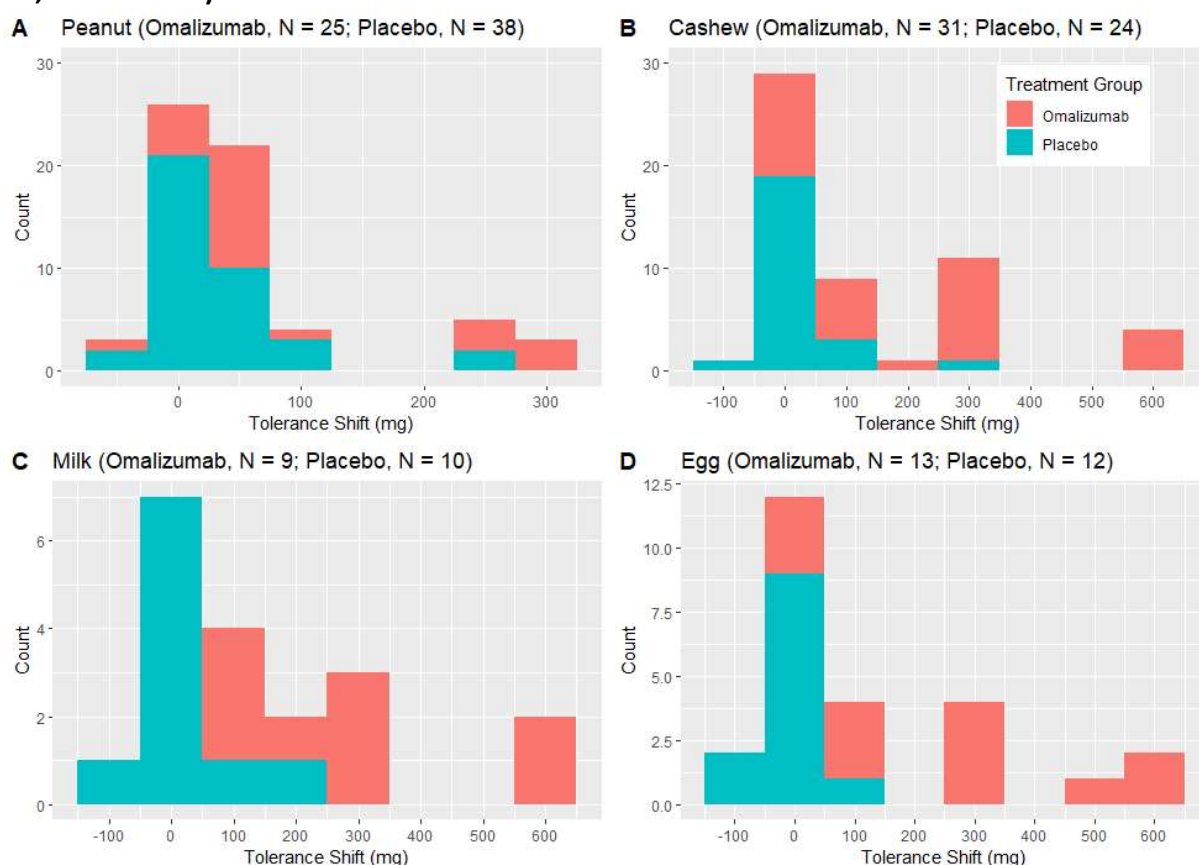 A Peanut (Omalizumab, N = 25; Placebo, N = 38)
30
20
10
0
Count
0 100 200 300
Tolerance Shift (mg)
B Cashew (Omalizumab, N = 31; Placebo, N = 24)
30
20
10
0
Count
Treatment Group
Omalizumab
Placebo
-100 0 100 200 300 400 500 600
Tolerance Shift (mg)
C Milk (Omalizumab, N = 9; Placebo, N = 10)
6
4
2
0
Count
-100 0 100 200 300 400 500 600
Tolerance Shift (mg)
D Egg (Omalizumab, N = 13; Placebo, N = 12)
12.5
10.0
7.5
5.0
2.5
0.0
Count
-100 0 100 200 300 400 500 600
Tolerance Shift (mg)